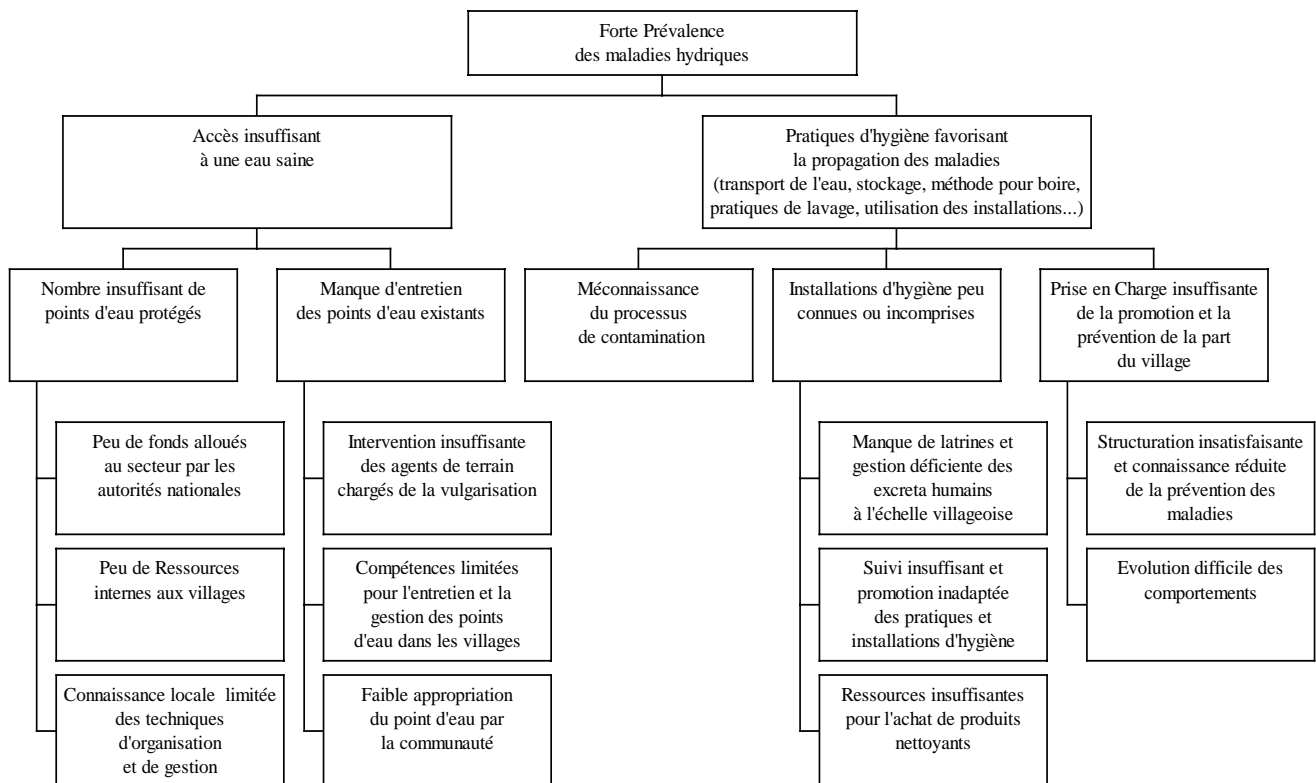 Forte Prévalence
des maladies hydriques
Accès insuffisant
à une eau saine
Pratiques d'hygiène favorisant
la propagation des maladies
(transport de l'eau, stockage, méthode pour boire,
pratiques de lavage, utilisation des installations...)
Nombre insuffisant de
points d'eau protégés
Manque d'entretien
des points d'eau existants
Méconnaissance
du processus
de contamination
Installations d'hygiène peu
connues ou incomprises
Prise en Charge insuffisante
de la promotion et la
prévention de la part
du village
Peu de fonds alloués
au secteur par les
autorités nationales
Peu de Ressources
internes aux villages
Connaissance locale  limitée
des techniques
d'organisation
et de gestion
Intervention insuffisante
des agents de terrain
chargés de la vulgarisation
Compétences limitées
pour l'entretien et la
gestion des points
d'eau dans les villages
Faible appropriation
du point d'eau par
la communauté
Manque de latrines et
gestion déficiente des
excreta humains
à l'échelle villageoise
Suivi insuffisant et
promotion inadaptée
des pratiques et
installations d'hygiène
Ressources insuffisantes
pour l'achat de produits
nettoyants
Structuration insatisfaisante
et connaissance réduite
de la prévention des
maladies
Evolution difficile des
comportements